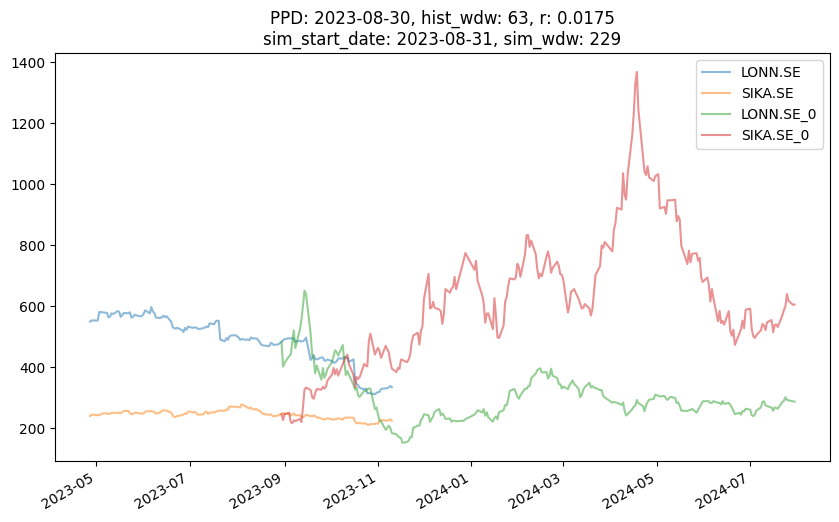 PPD: 2023-08-30, hist_wdw: 63, r: 0.0175
sim_start_date: 2023-08-31, sim_wdw: 229
1400
1200
1000
800
600
400
200
LONN.SE
SIKA.SE
LONN.SE_0
SIKA.SE_0
2023-05
2023-07
2023-09
2023-11
2024-01
2024-03
2024-05
2024-07